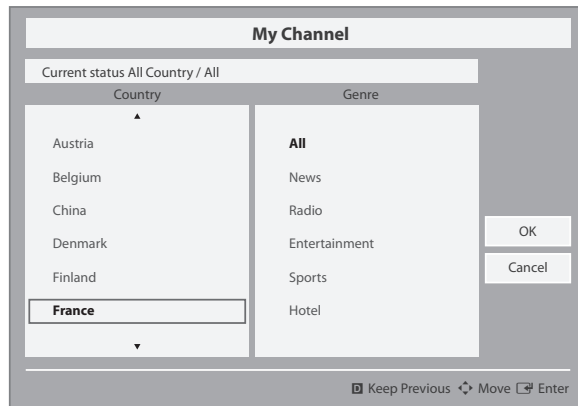 My Channel
Current status All Country / All
Country
Genre
Austria
Belgium
China
Denmark
Finland
France
All
News
Radio
Entertainment
Sports
Hotel
OK
Cancel
D Keep Previous Move Enter